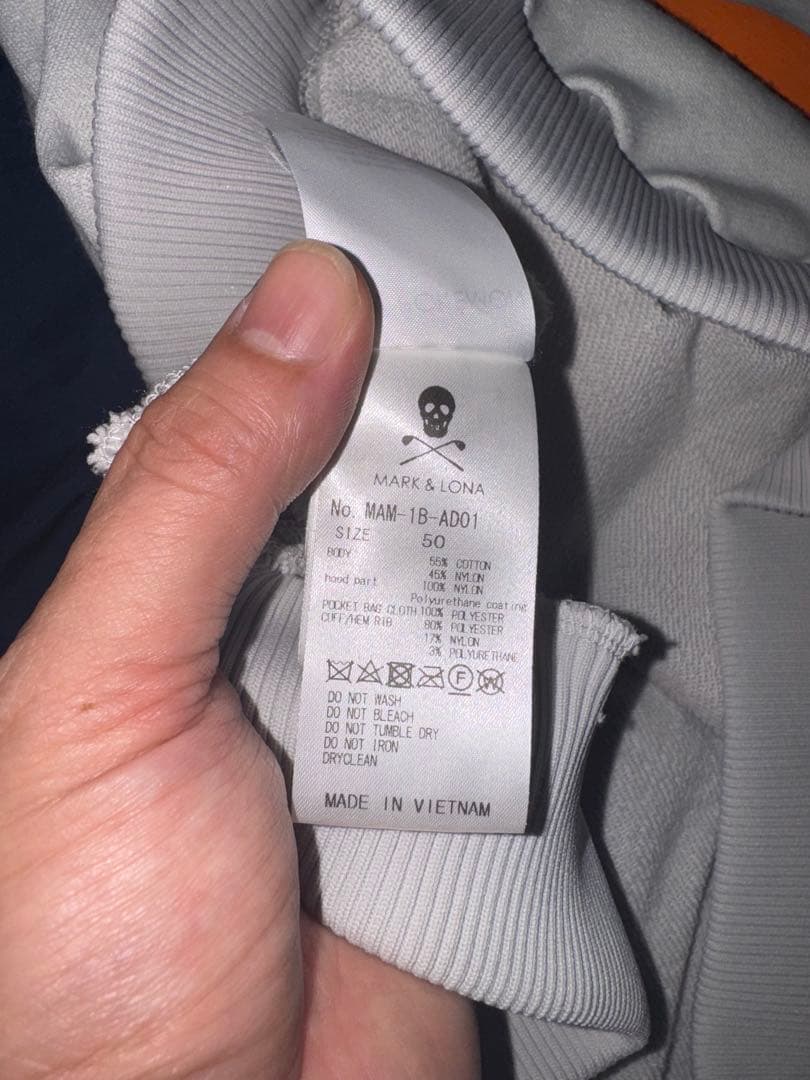 MARK & LONA
No. MAM-1B-AD01
SIZE 50
BODY 55% COTTON
45% NYLON
hood part 100% NYLON
Polyurethane coating
POCKET BAG CLOTH 100% POLYESTER
CUFF/HEM RIB 80% POLYESTER
17% NYLON
3% POLYURETHANE
F W
DO NOT WASH
DO NOT BLEACH
DO NOT TUMBLE DRY
DO NOT IRON
DRYCLEAN
MADE IN VIETNAM